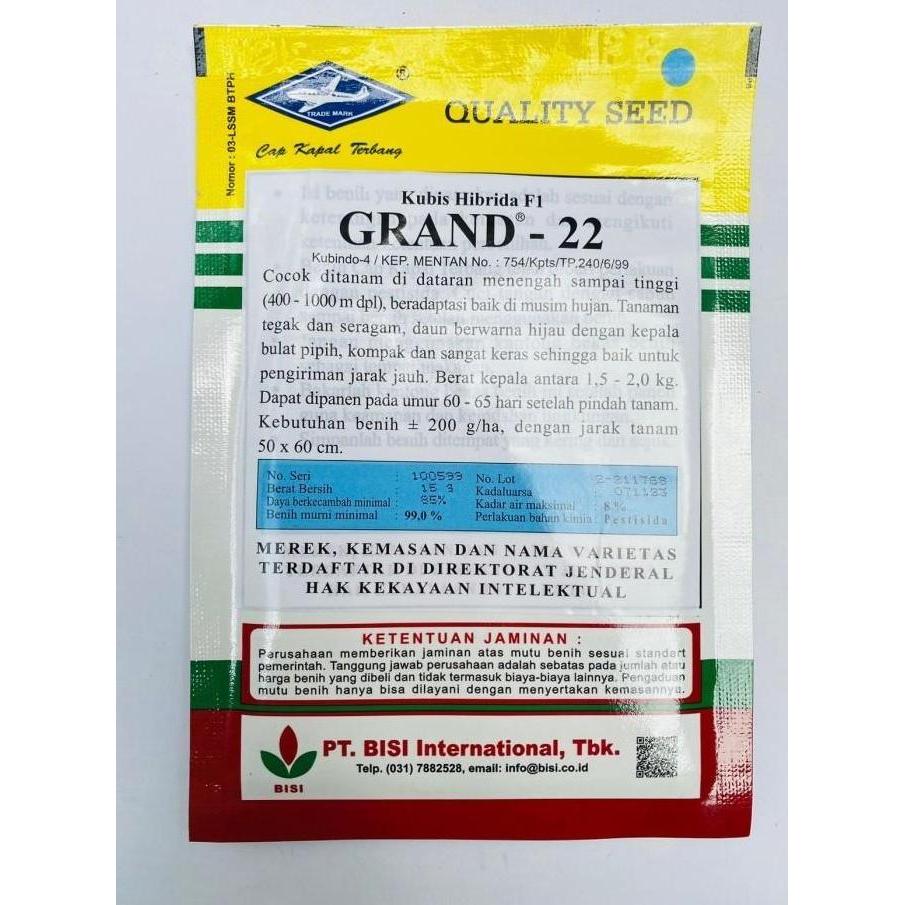 Nomor : 03-LSSM BTPH
TRADE MARK
®
Cap Kapal Terbang
QUALITY SEED
Kubis Hibrida F1
GRAND® - 22
Kubindo-4 / KEP. MENTAN No. : 754/Kpts/TP.240/6/99
Cocok ditanam di dataran menengah sampai tinggi
(400 - 1000 m dpl), beradaptasi baik di musim hujan. Tanaman
tegak dan seragam, daun berwarna hijau dengan kepala
bulat pipih, kompak dan sangat keras sehingga baik untuk
pengiriman jarak jauh. Berat kepala antara 1,5 - 2,0 kg.
Dapat dipanen pada umur 60 - 65 hari setelah pindah tanam.
Kebutuhan benih ± 200 g/ha, dengan jarak tanam
50 x 60 cm.
No. Seri : 100599 No. Lot : 2-211768
Berat Bersih : 15 g Kadaluarsa : 071123
Daya berkecambah minimal : 85% Kadar air maksimal : 8 %
Benih murni minimal : 99,0 % Perlakuan bahan kimia : Pestisida
MEREK, KEMASAN DAN NAMA VARIETAS
TERDAFTAR DI DIREKTORAT JENDERAL
HAK KEKAYAAN INTELEKTUAL
KETENTUAN JAMINAN :
Perusahaan memberikan jaminan atas mutu benih sesuai standart
pemerintah. Tanggung jawab perusahaan adalah sebatas pada jumlah atau
harga benih yang dibeli dan tidak termasuk biaya-biaya lainnya. Pengaduan
mutu benih hanya bisa dilayani dengan menyertakan kemasannya.
BISI
PT. BISI International, Tbk.
Telp. (031) 7882528, email: info@bisi.co.id